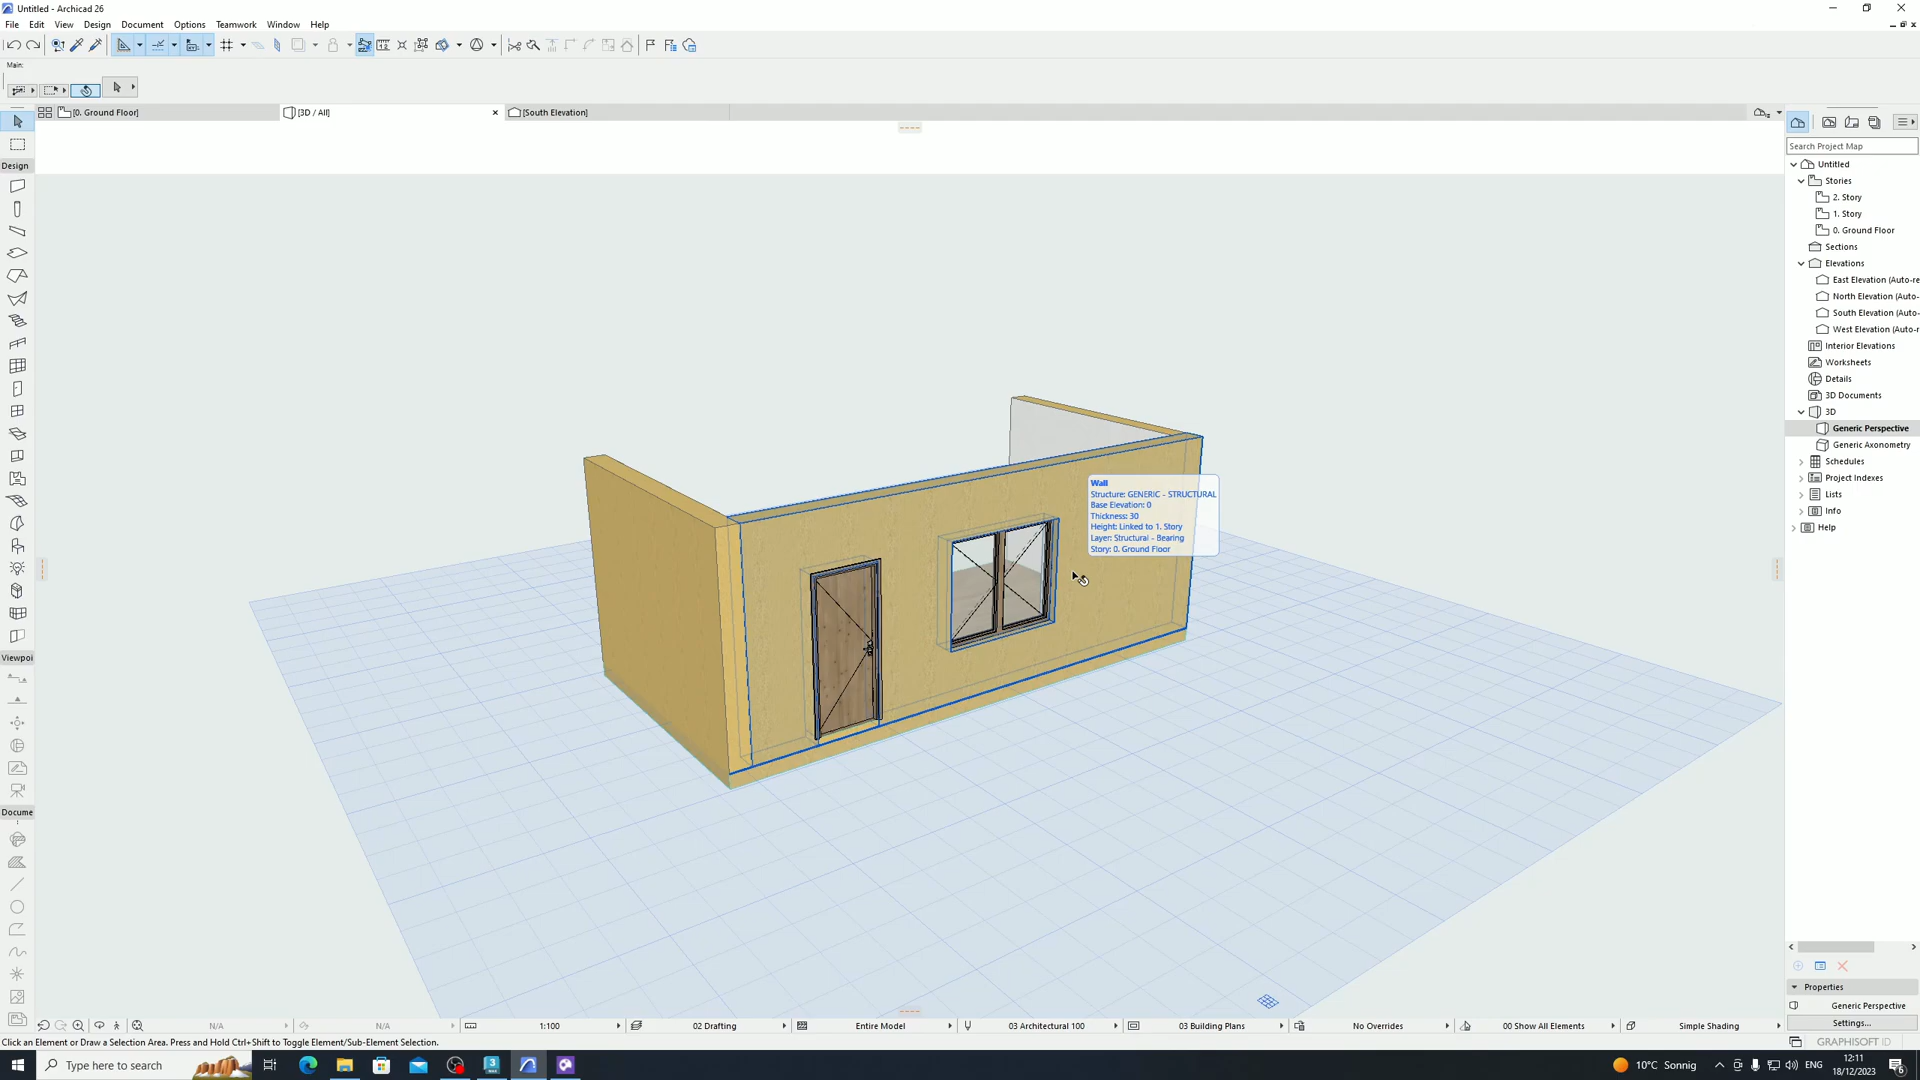 Untitled - Archicad 26
File Edit View Design Document Options Teamwork Window Help
Main:
[0. Ground Floor] [3D / All] [South Elevation]
Design
Viewpoi
Docume
Wall
Structure: GENERIC - STRUCTURAL
Base Elevation: 0
Thickness: 30
Height: Linked to 1. Story
Layer: Structural - Bearing
Story: 0. Ground Floor
Search Project Map
Untitled
Stories
2. Story
1. Story
0. Ground Floor
Sections
Elevations
East Elevation (Auto-re
North Elevation (Auto-
South Elevation (Auto-
West Elevation (Auto-r
Interior Elevations
Worksheets
Details
3D Documents
3D
Generic Perspective
Generic Axonometry
Schedules
Project Indexes
Lists
Info
Help
Properties
Generic Perspective
Settings...
N/A N/A 1:100 02 Drafting Entire Model 03 Architectural 100 03 Building Plans No Overrides 00 Show All Elements Simple Shading
Click an Element or Draw a Selection Area. Press and Hold Ctrl+Shift to Toggle Element/Sub-Element Selection.
GRAPHISOFT ID
Type here to search
10°C Sonnig
ENG
12:11
18/12/2023
6